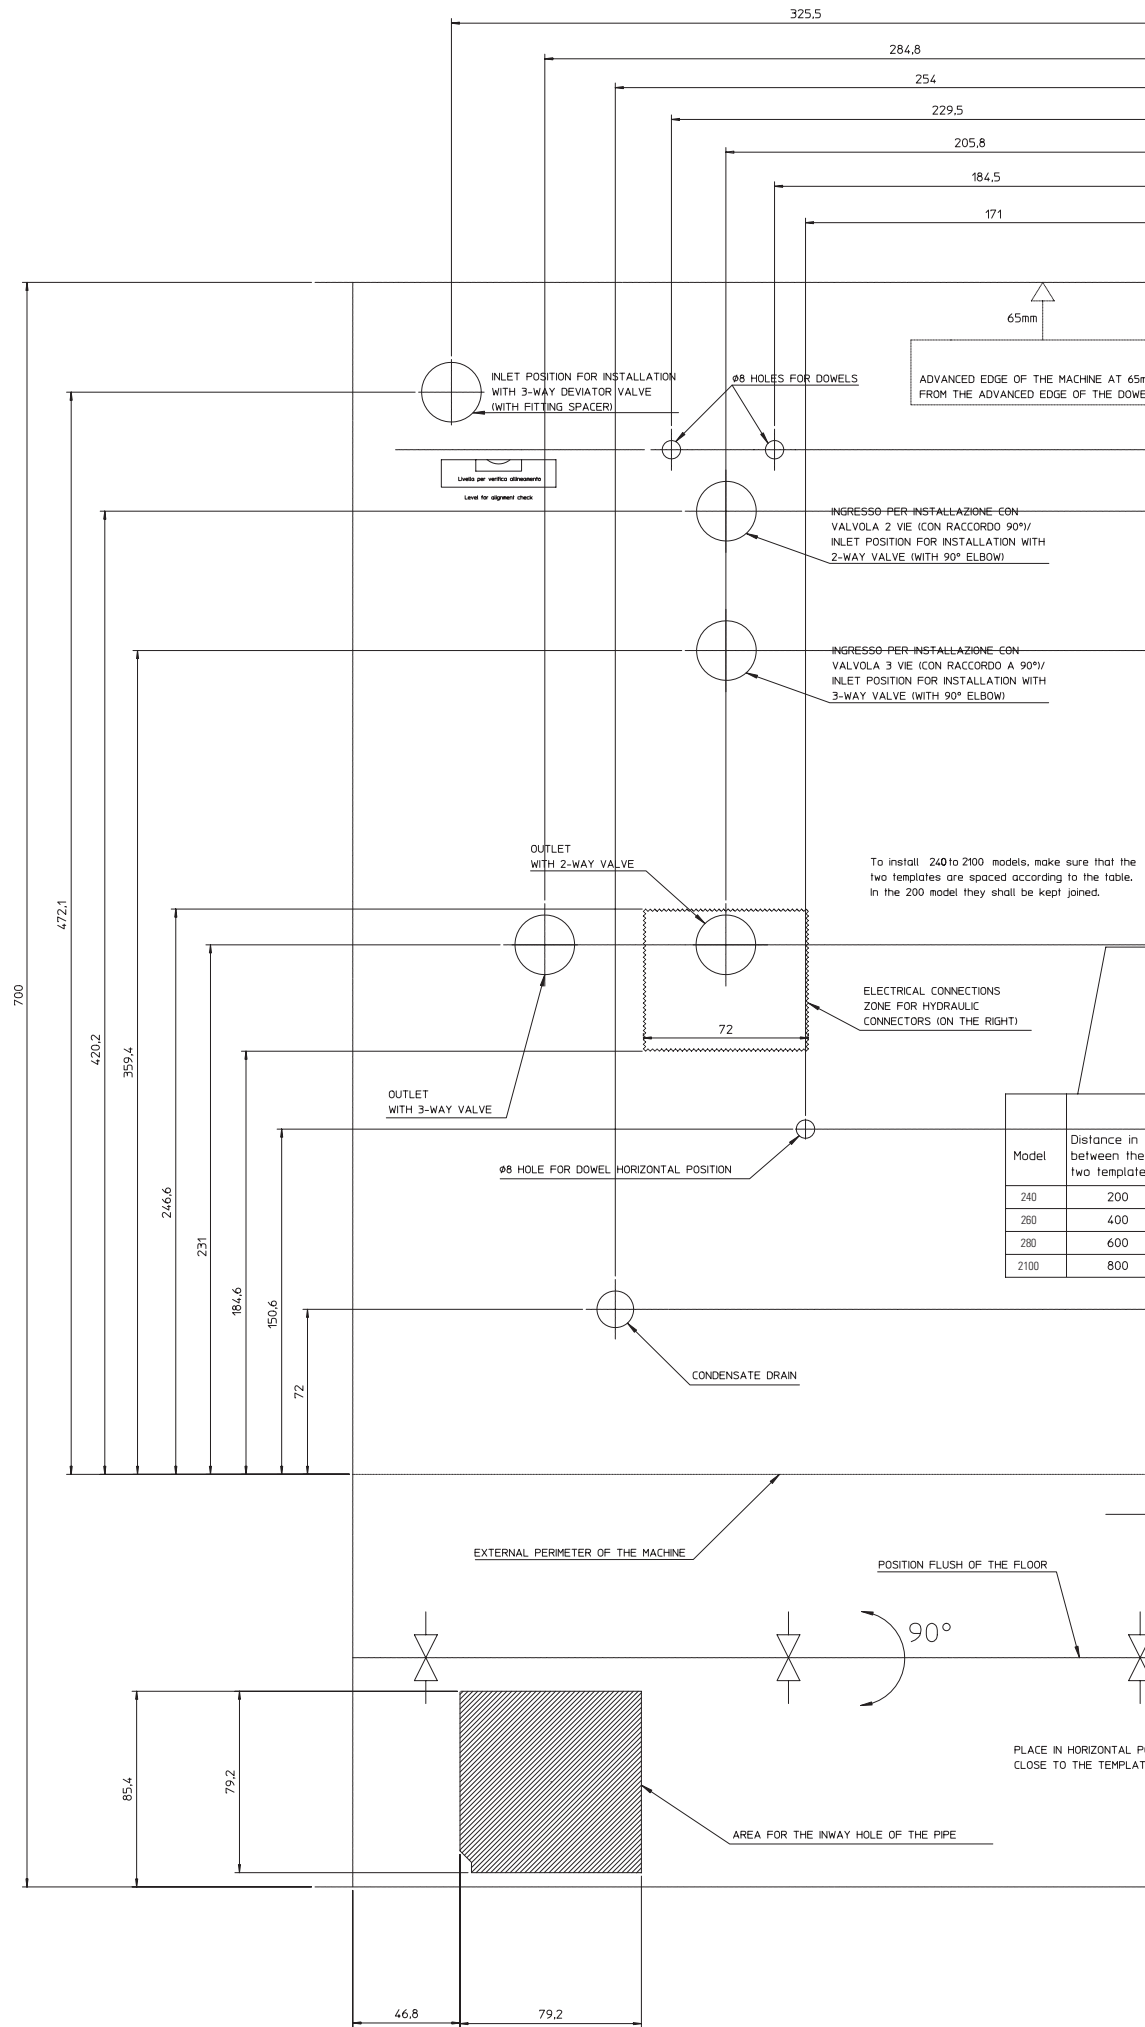 325,5
284,8
254
229,5
205,8
184,5
171
65mm
INLET POSITION FOR INSTALLATION
WITH 3-WAY DEVIATOR VALVE
(WITH FITTING SPACER)
ø8 HOLES FOR DOWELS
ADVANCED EDGE OF THE MACHINE AT 65m
FROM THE ADVANCED EDGE OF THE DOWE
Livella per verifica allineamento
Level for alignment check
INGRESSO PER INSTALLAZIONE CON
VALVOLA 2 VIE (CON RACCORDO 90°)/
INLET POSITION FOR INSTALLATION WITH
2-WAY VALVE (WITH 90° ELBOW)
INGRESSO PER INSTALLAZIONE CON
VALVOLA 3 VIE (CON RACCORDO A 90°)/
INLET POSITION FOR INSTALLATION WITH
3-WAY VALVE (WITH 90° ELBOW)
OUTLET
WITH 2-WAY VALVE
To install 240 to 2100 models, make sure that the
two templates are spaced according to the table.
In the 200 model they shall be kept joined.
700
472,1
420,2
359,4
246,6
231
184,6
150,6
72
72
ELECTRICAL CONNECTIONS
ZONE FOR HYDRAULIC
CONNECTORS (ON THE RIGHT)
OUTLET
WITH 3-WAY VALVE
ø8 HOLE FOR DOWEL HORIZONTAL POSITION
Model
Distance in
between the
two template
240 200
260 400
280 600
2100 800
CONDENSATE DRAIN
EXTERNAL PERIMETER OF THE MACHINE
POSITION FLUSH OF THE FLOOR
90°
PLACE IN HORIZONTAL PO
CLOSE TO THE TEMPLAT
85,4
79,2
AREA FOR THE INWAY HOLE OF THE PIPE
46,8
79,2